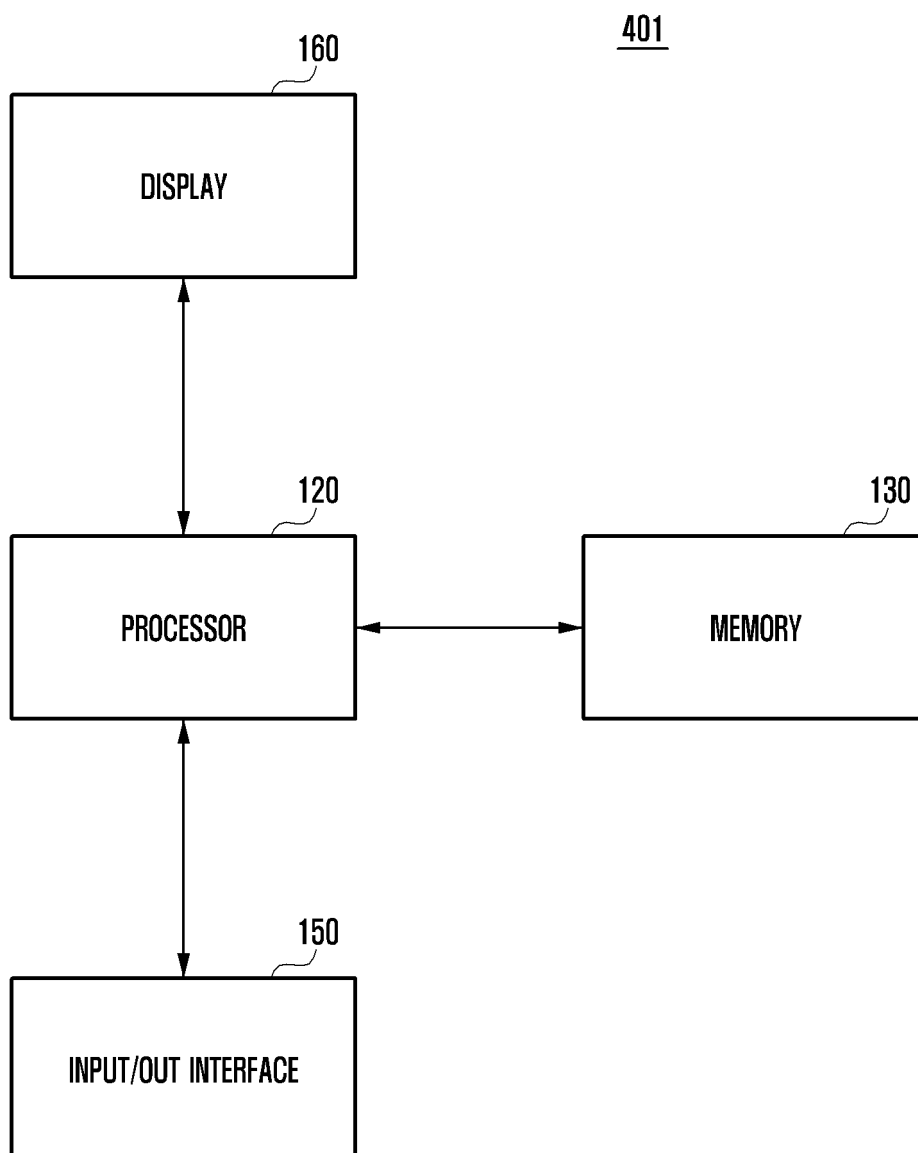 401
160
DISPLAY
120
130
PROCESSOR
MEMORY
150
INPUT/OUT INTERFACE